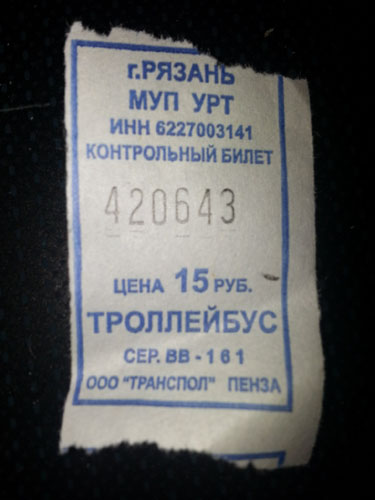 г.РЯЗАНЬ
МУП УРТ
ИНН 6227003141
КОНТРОЛЬНЫЙ БИЛЕТ
420643
ЦЕНА 15 РУБ.
ТРОЛЛЕЙБУС
СЕР. ВВ - 161
ООО "ТРАНСПОЛ" ПЕНЗА